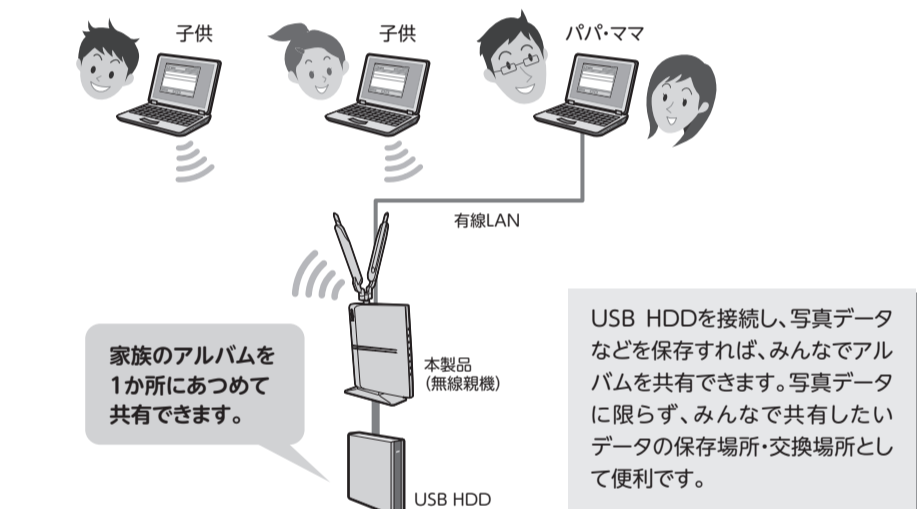 子供
子供
パパ・ママ
有線LAN
本製品
（無線親機）
家族のアルバムを
1か所にあつめて
共有できます。
USB HDD
USB HDDを接続し、写真データ
などを保存すれば、みんなでアル
バムを共有できます。写真データ
に限らず、みんなで共有したい
データの保存場所・交換場所とし
て便利です。